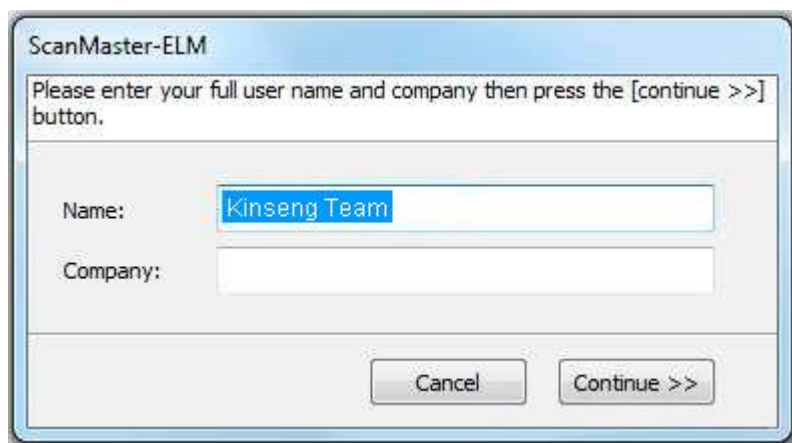 ScanMaster-ELM
Please enter your full user name and company then press the [continue >>]
button.
Name:
Kinseng Team
Company:
Cancel
Continue >>